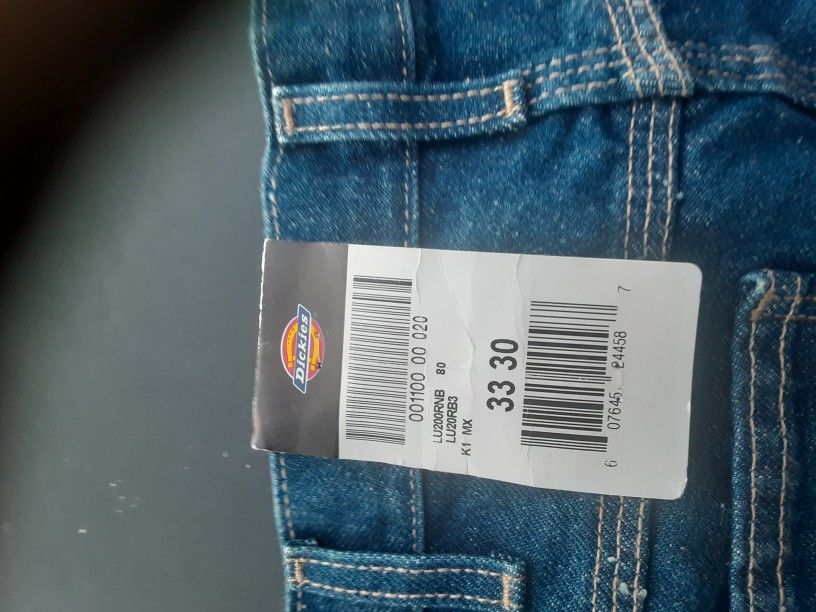 Dickies
001100 00 020
LU200RNB 80
LU20RB3
K1 MX
33 30
6 07645 24458 7